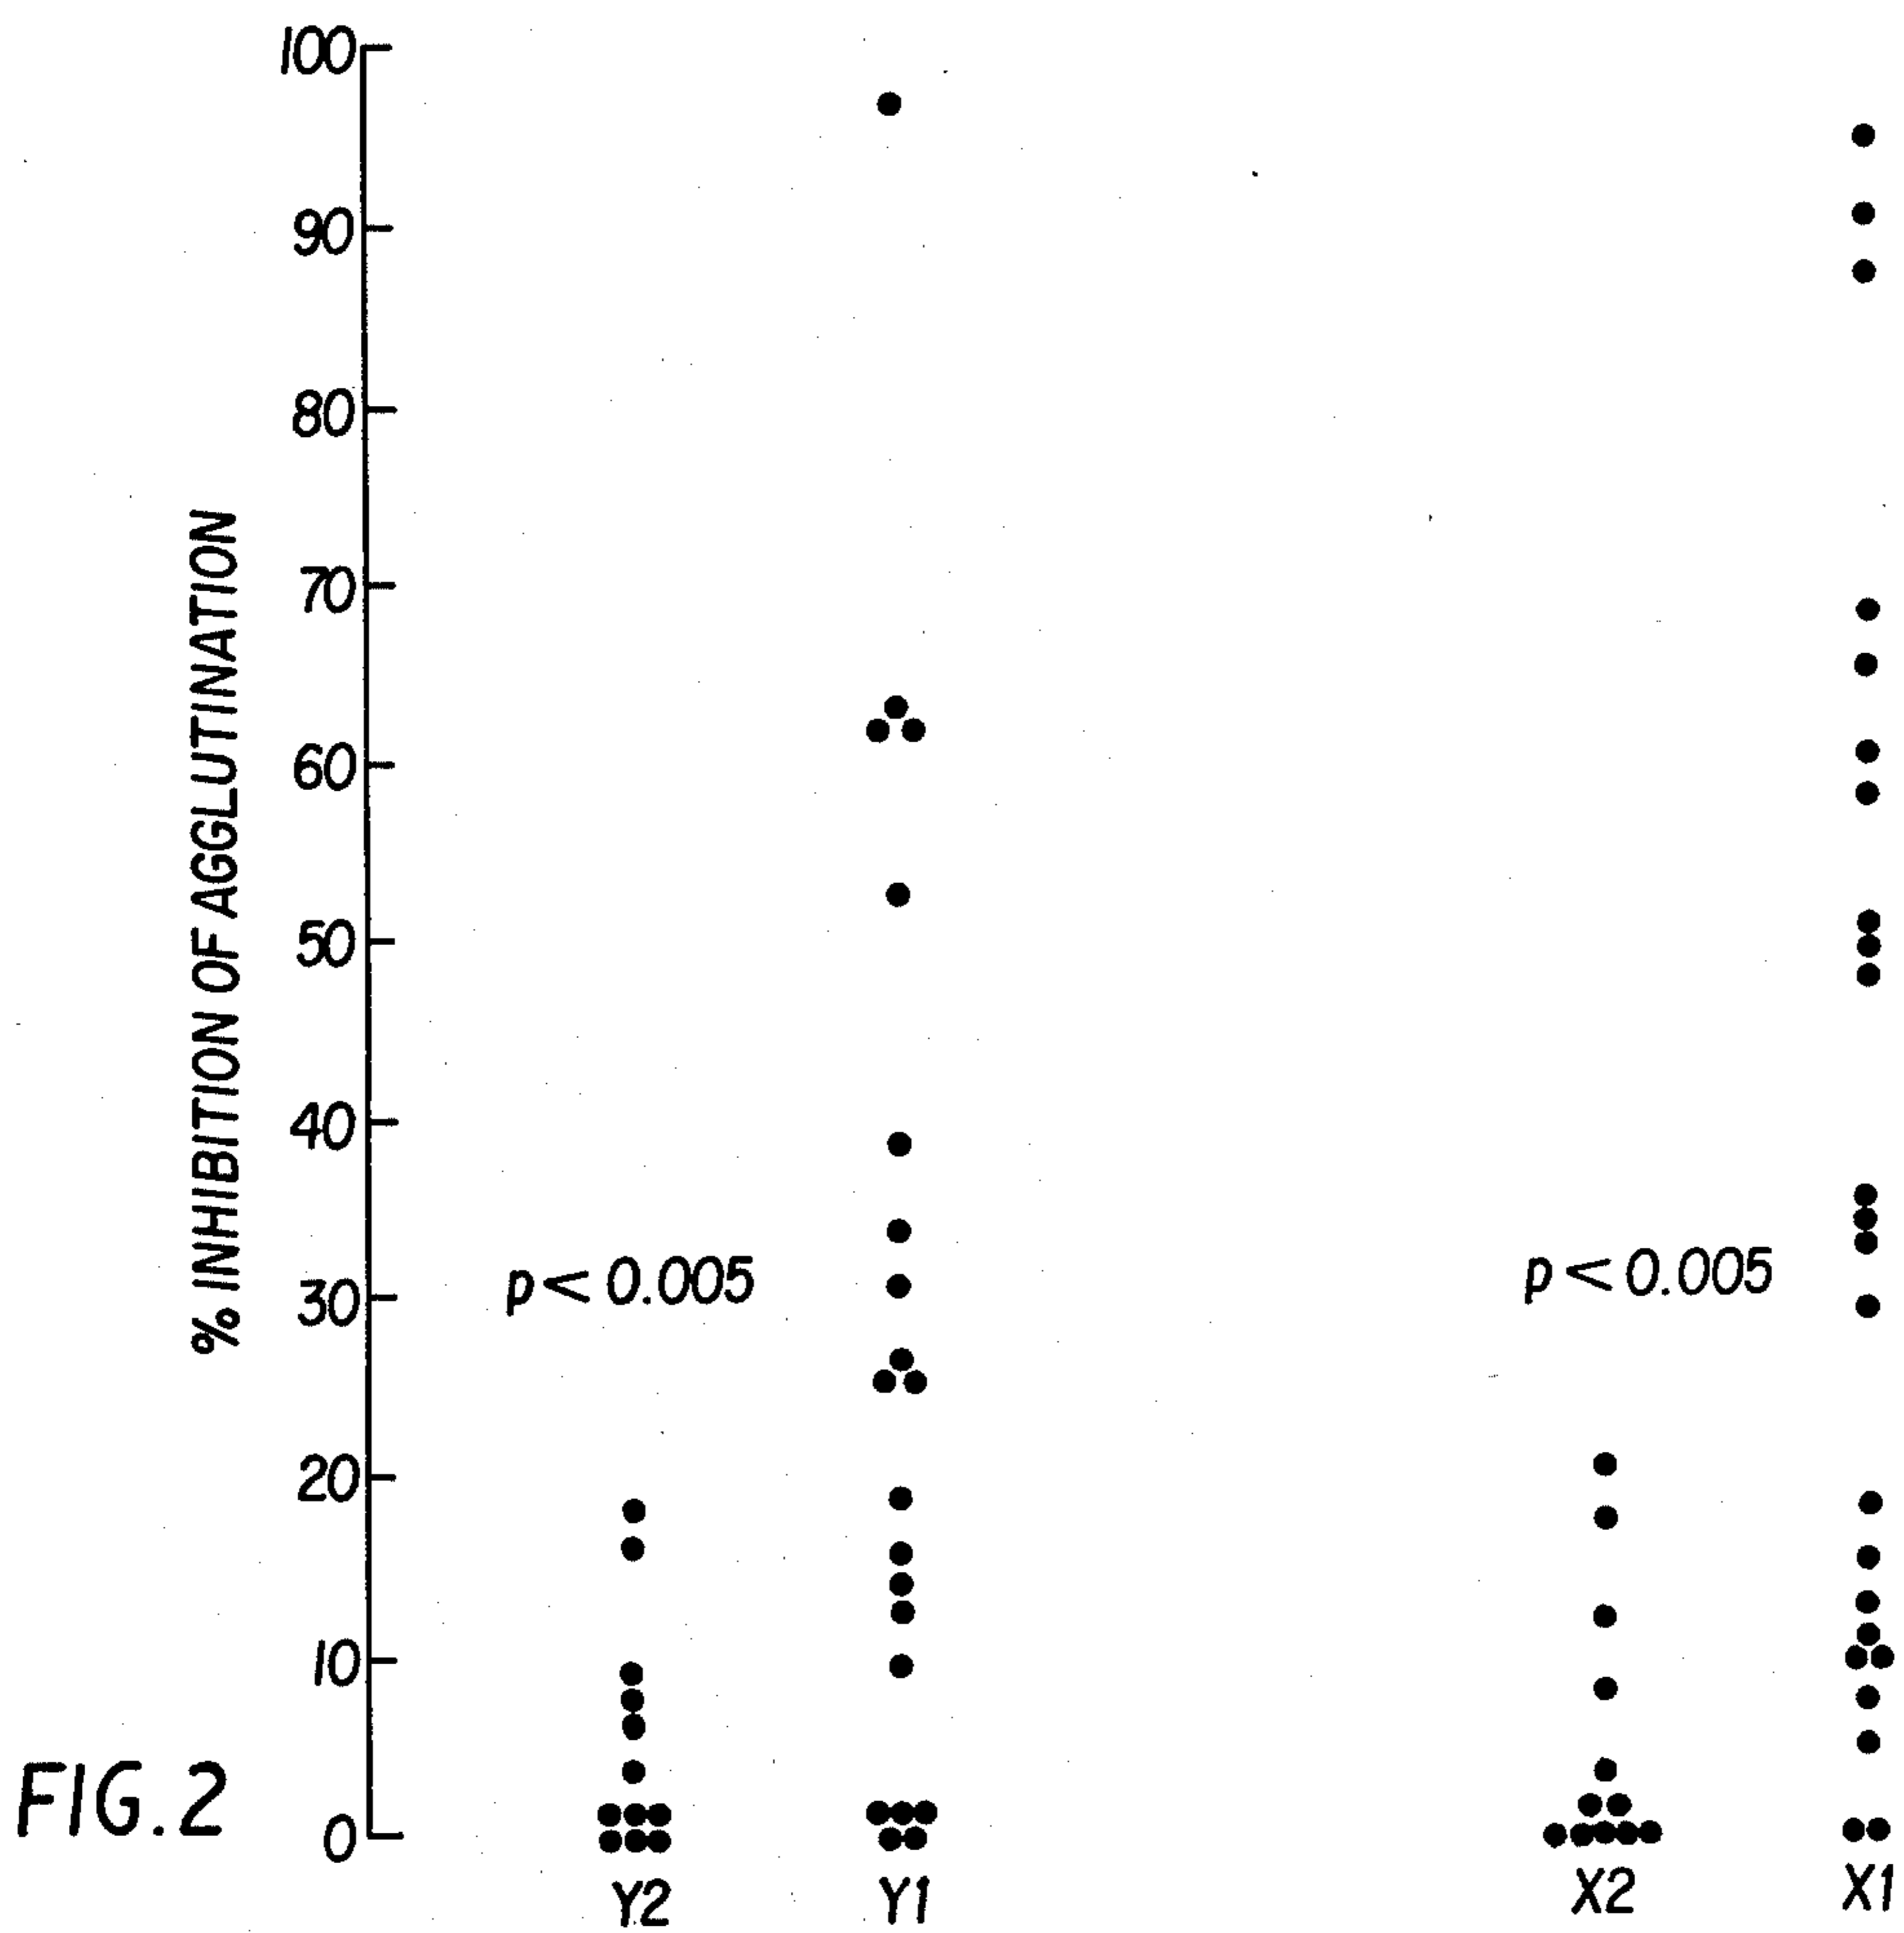 100
90
80
70
60
50
40
30
20
10
0
% INHIBITION OF AGGLUTINATION
p < 0.005
p < 0.005
Y2
Y1
X2
X1
FIG. 2